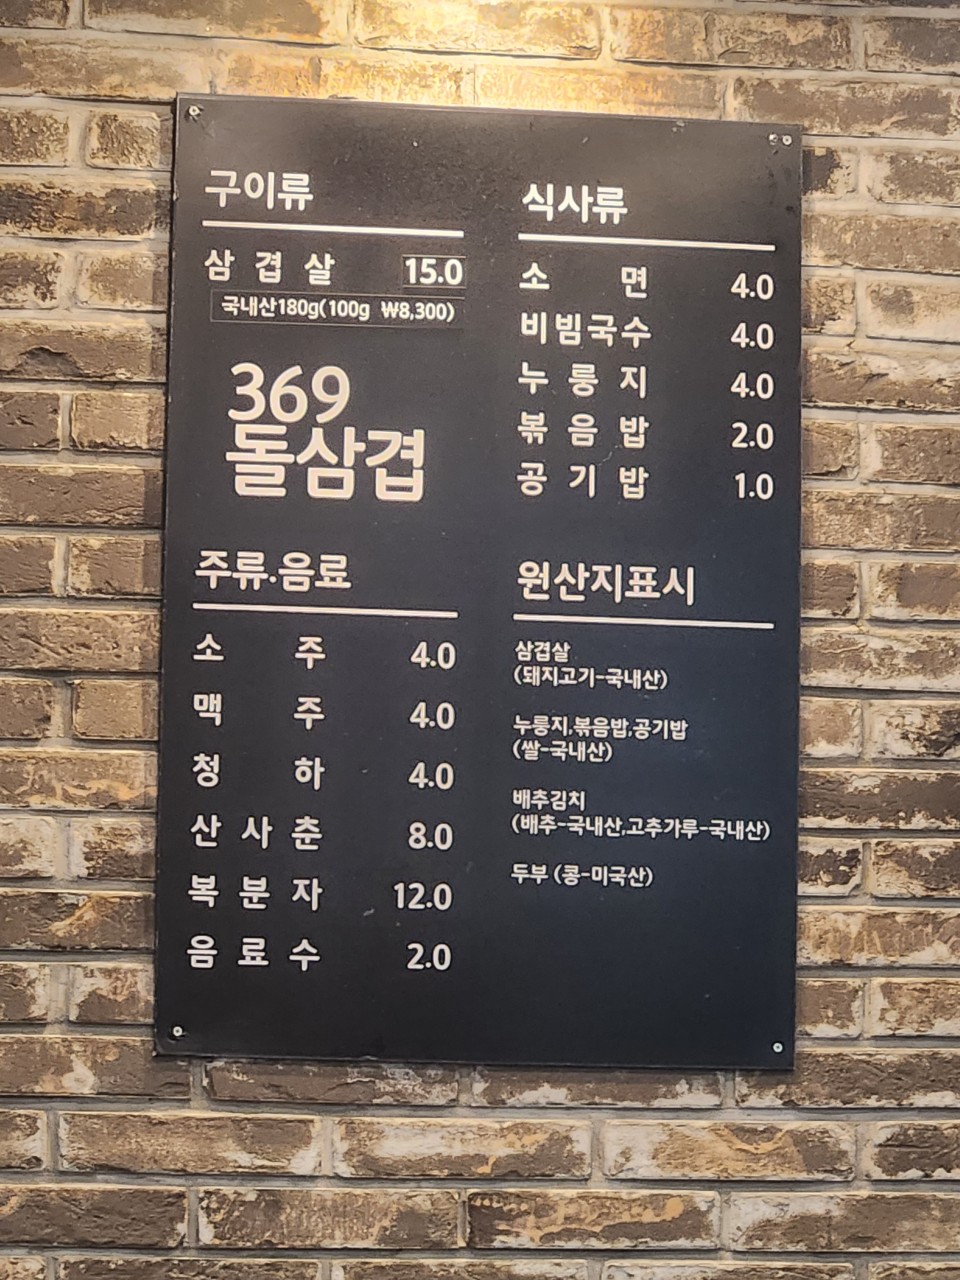 구이류
삼겹살 15.0
국내산180g(100g ₩8,300)
369
돌삼겹
주류.음료
소주 4.0
맥주 4.0
청하 4.0
산사춘 8.0
복분자 12.0
음료수 2.0
식사류
소면 4.0
비빔국수 4.0
누룽지 4.0
볶음밥 2.0
공기밥 1.0
원산지표시
삼겹살
(돼지고기-국내산)
누룽지,볶음밥,공기밥
(쌀-국내산)
배추김치
(배추-국내산,고추가루-국내산)
두부 (콩-미국산)